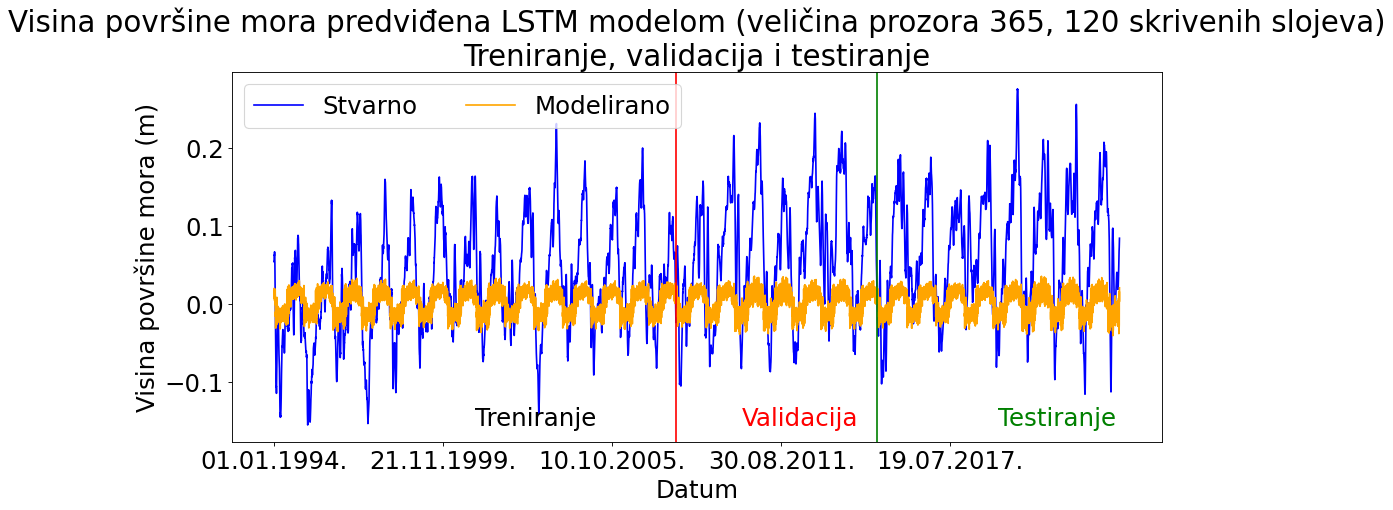 Visina površine mora predviđena LSTM modelom (veličina prozora 365, 120 skrivenih slojeva)
Treniranje, validacija i testiranje
Stvarno
Modelirano
Visina površine mora (m)
0.2
0.1
0.0
−0.1
Treniranje
Validacija
Testiranje
01.01.1994.
21.11.1999.
10.10.2005.
30.08.2011.
19.07.2017.
Datum